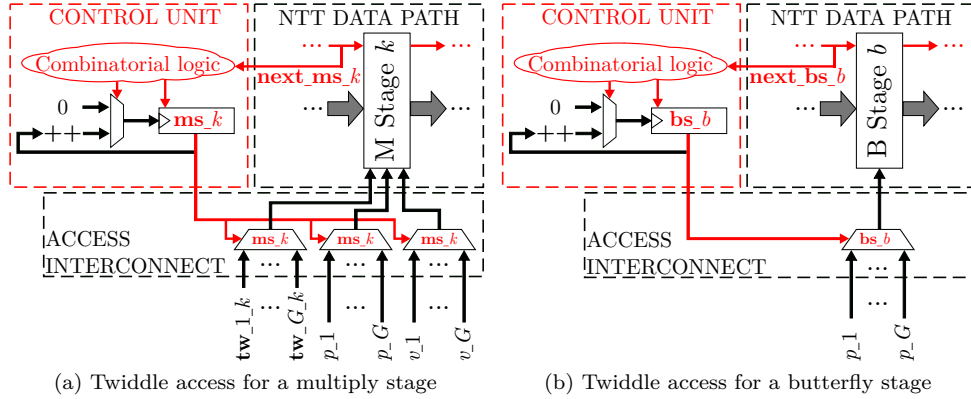 CONTROL UNIT
NTT DATA PATH
Combinatorial logic
next_ms_k
...
...
M Stage k
...
...
0
++
ms_k
ACCESS
INTERCONNECT
ms_k
ms_k
ms_k
...
...
...
tw_1_k
...
tw_G_k
p_1
...
p_G
v_1
...
v_G
(a) Twiddle access for a multiply stage
CONTROL UNIT
NTT DATA PATH
Combinatorial logic
next_bs_b
...
...
B Stage b
...
...
0
++
bs_b
ACCESS
INTERCONNECT
bs_b
...
p_1
...
p_G
(b) Twiddle access for a butterfly stage